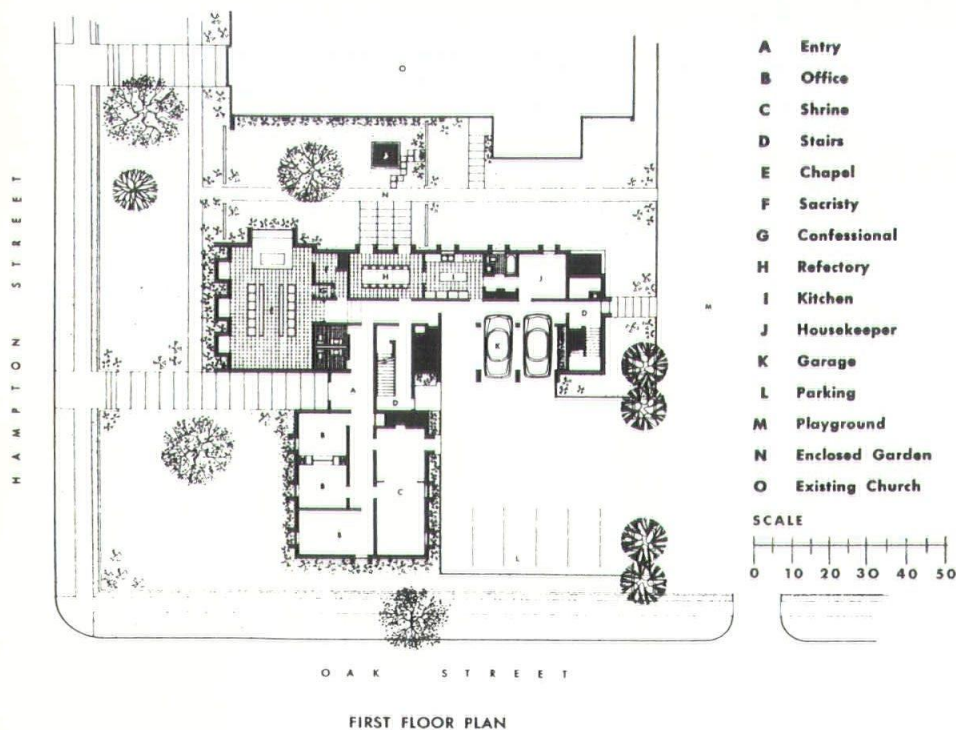 A Entry
B Office
C Shrine
D Stairs
E Chapel
F Sacristy
G Confessional
H Refectory
I Kitchen
J Housekeeper
K Garage
L Parking
M Playground
N Enclosed Garden
O Existing Church
SCALE
0 10 20 30 40 50
HAMPTON STREET
O
N
F
H
I
J
E
G
K
D
M
A
D
B
B
C
B
L
OAK STREET
FIRST FLOOR PLAN